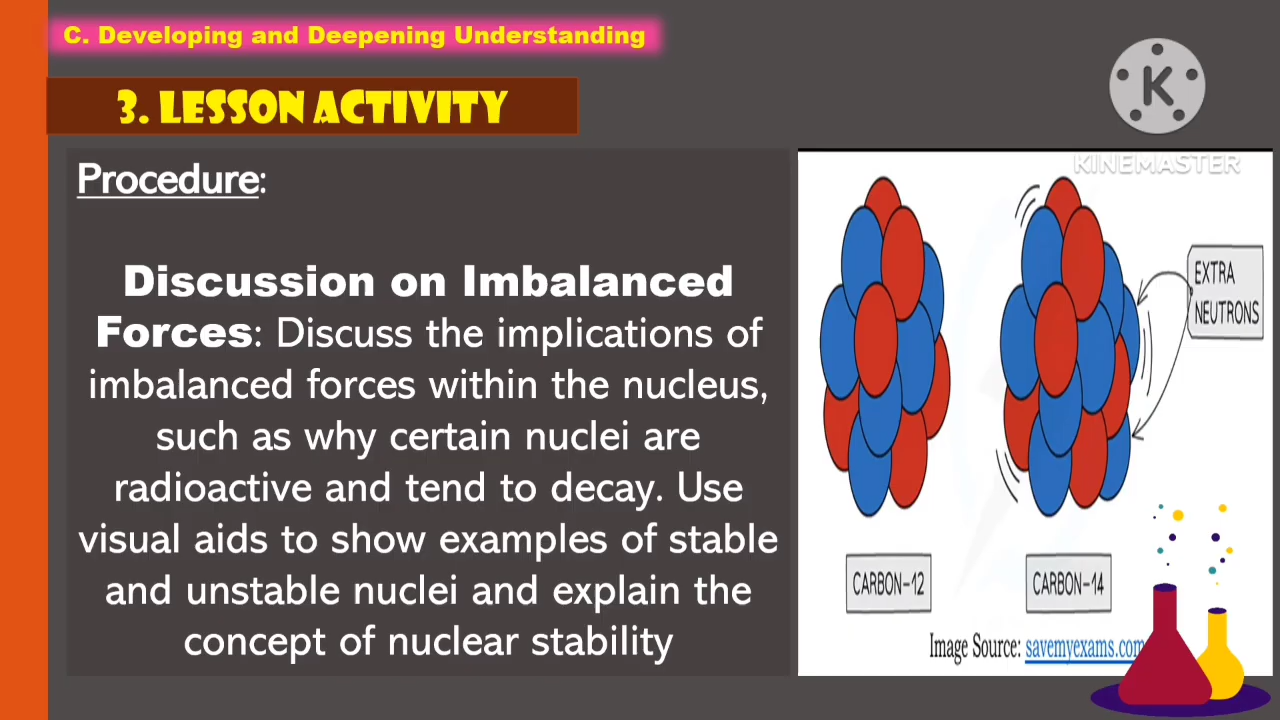 C. Developing and Deepening Understanding
3. LESSON ACTIVITY
K
KINEMASTER
Procedure:
Discussion on Imbalanced
Forces: Discuss the implications of
imbalanced forces within the nucleus,
such as why certain nuclei are
radioactive and tend to decay. Use
visual aids to show examples of stable
and unstable nuclei and explain the
concept of nuclear stability
EXTRA
NEUTRONS
CARBON-12
CARBON-14
Image Source: savemyexams.com